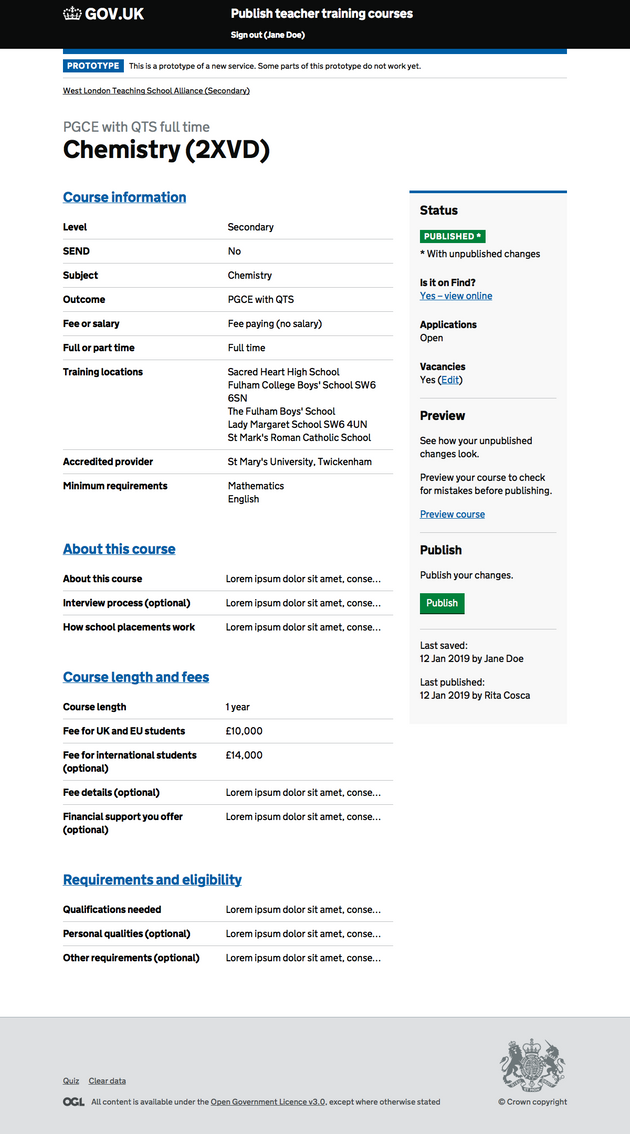 GOV.UK
Publish teacher training courses
Sign out (Jane Doe)
PROTOTYPE This is a prototype of a new service. Some parts of this prototype do not work yet.
West London Teaching School Alliance (Secondary)
PGCE with QTS full time
Chemistry (2XVD)
Course information
Level Secondary
SEND No
Subject Chemistry
Outcome PGCE with QTS
Fee or salary Fee paying (no salary)
Full or part time Full time
Training locations Sacred Heart High School
Fulham College Boys' School SW6
6SN
The Fulham Boys' School
Lady Margaret School SW6 4UN
St Mark's Roman Catholic School
Accredited provider St Mary's University, Twickenham
Minimum requirements Mathematics
English
About this course
About this course Lorem ipsum dolor sit amet, conse...
Interview process (optional) Lorem ipsum dolor sit amet, conse...
How school placements work Lorem ipsum dolor sit amet, conse...
Course length and fees
Course length 1 year
Fee for UK and EU students £10,000
Fee for international students £14,000
(optional)
Fee details (optional) Lorem ipsum dolor sit amet, conse...
Financial support you offer Lorem ipsum dolor sit amet, conse...
(optional)
Requirements and eligibility
Qualifications needed Lorem ipsum dolor sit amet, conse...
Personal qualities (optional) Lorem ipsum dolor sit amet, conse...
Other requirements (optional) Lorem ipsum dolor sit amet, conse...
Status
PUBLISHED *
* With unpublished changes
Is it on Find?
Yes – view online
Applications
Open
Vacancies
Yes (Edit)
Preview
See how your unpublished
changes look.
Preview your course to check
for mistakes before publishing.
Preview course
Publish
Publish your changes.
Publish
Last saved:
12 Jan 2019 by Jane Doe
Last published:
12 Jan 2019 by Rita Cosca
Quiz Clear data
OGL All content is available under the Open Government Licence v3.0, except where otherwise stated
© Crown copyright